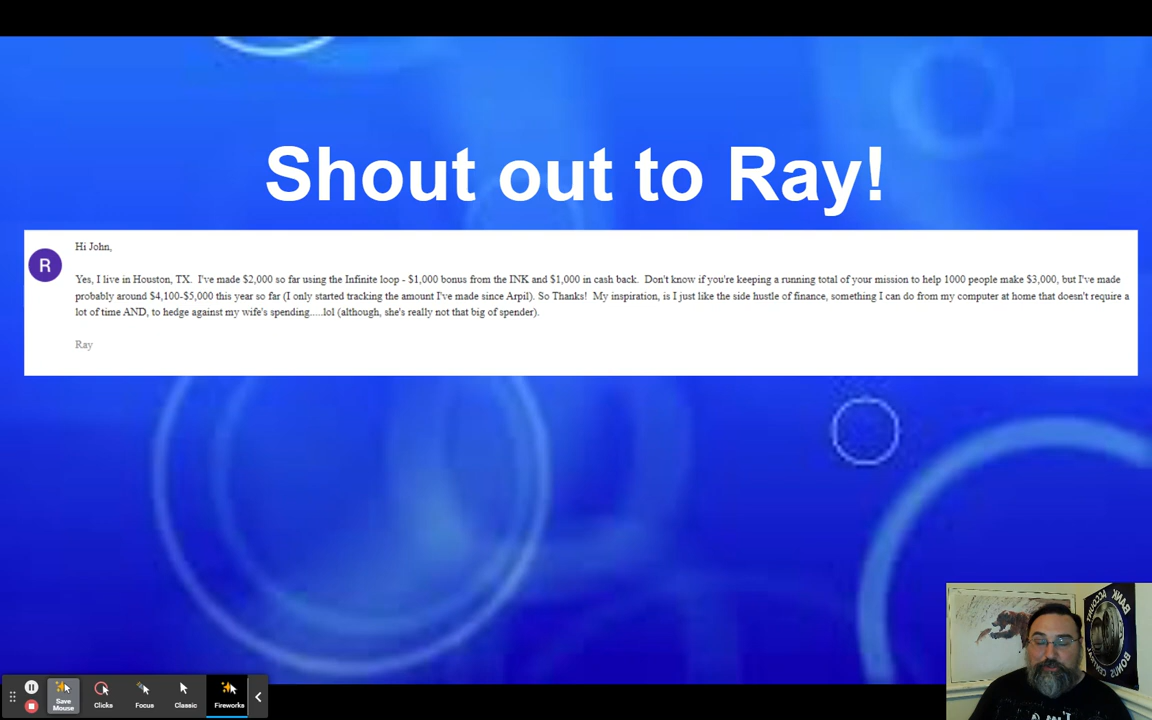 Shout out to Ray!
R
Hi John,
Yes, I live in Houston, TX. I've made $2,000 so far using the Infinite loop - $1,000 bonus from the INK and $1,000 in cash back. Don't know if you're keeping a running total of your mission to help 1000 people make $3,000, but I've made
probably around $4,100-$5,000 this year so far (I only started tracking the amount I've made since Arpil). So Thanks! My inspiration, is I just like the side hustle of finance, something I can do from my computer at home that doesn't require a
lot of time AND, to hedge against my wife's spending.....lol (although, she's really not that big of spender).
Ray
BANK ACCOUNT
BONUS CENTRAL
Save
Mouse
Clicks
Focus
Classic
Fireworks